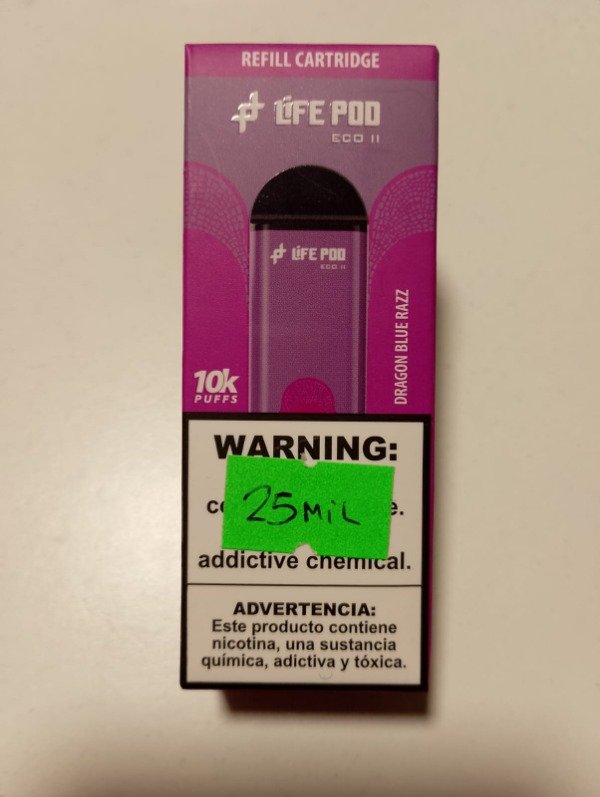 REFILL CARTRIDGE
LIFE POD
ECO II
LIFE POD
ECO II
DRAGON BLUE RAZZ
10k
PUFFS
WARNING:
25MiL
addictive chemical.
ADVERTENCIA:
Este producto contiene
nicotina, una sustancia
química, adictiva y tóxica.